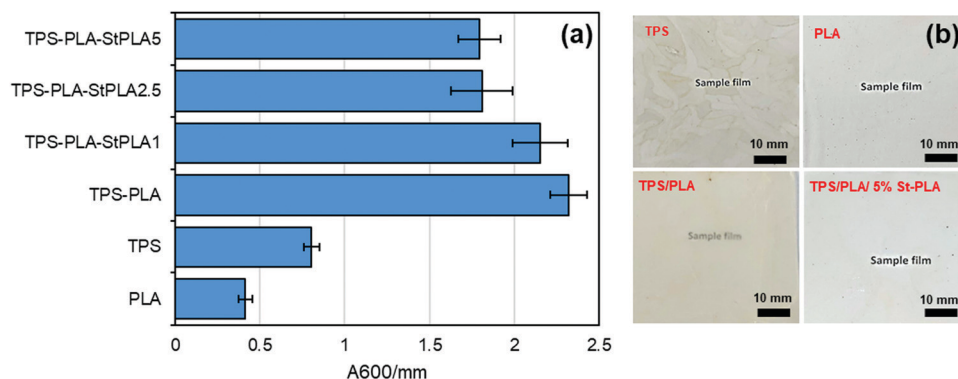 TPS-PLA-StPLA5
TPS-PLA-StPLA2.5
TPS-PLA-StPLA1
TPS-PLA
TPS
PLA
0 0.5 1 1.5 2 2.5
A600/mm
(a)
TPS
Sample film
10 mm
PLA
(b)
Sample film
10 mm
TPS/PLA
Sample film
10 mm
TPS/PLA/ 5% St-PLA
Sample film
10 mm